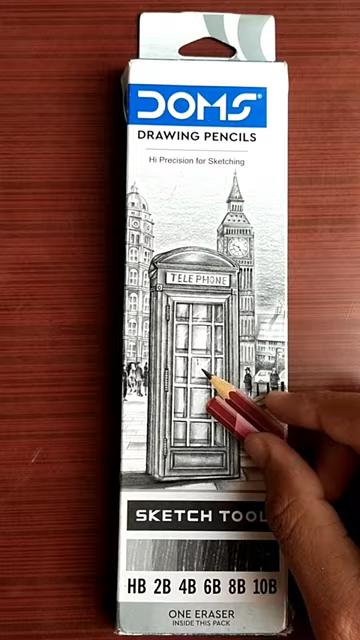 DOMS®
DRAWING PENCILS
Hi Precision for Sketching
TELEPHONE
SKETCH TOOL
HB 2B 4B 6B 8B 10B
ONE ERASER
INSIDE THIS PACK